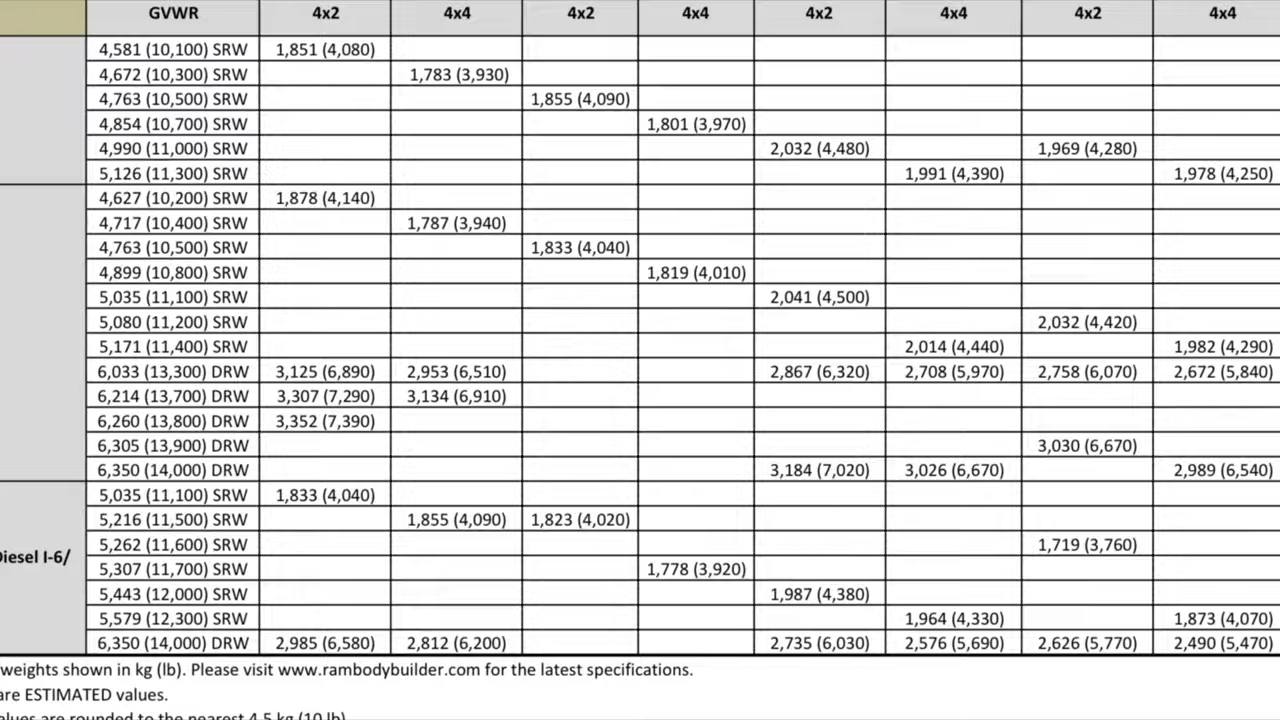 GVWR 4x2 4x4 4x2 4x4 4x2 4x4 4x2 4x4
4,581 (10,100) SRW 1,851 (4,080)
4,672 (10,300) SRW 1,783 (3,930)
4,763 (10,500) SRW 1,855 (4,090)
4,854 (10,700) SRW 1,801 (3,970)
4,990 (11,000) SRW 2,032 (4,480) 1,969 (4,280)
5,126 (11,300) SRW 1,991 (4,390) 1,978 (4,250)
4,627 (10,200) SRW 1,878 (4,140)
4,717 (10,400) SRW 1,787 (3,940)
4,763 (10,500) SRW 1,833 (4,040)
4,899 (10,800) SRW 1,819 (4,010)
5,035 (11,100) SRW 2,041 (4,500)
5,080 (11,200) SRW 2,032 (4,420)
5,171 (11,400) SRW 2,014 (4,440) 1,982 (4,290)
6,033 (13,300) DRW 3,125 (6,890) 2,953 (6,510) 2,867 (6,320) 2,708 (5,970) 2,758 (6,070) 2,672 (5,840)
6,214 (13,700) DRW 3,307 (7,290) 3,134 (6,910)
6,260 (13,800) DRW 3,352 (7,390)
6,305 (13,900) DRW 3,030 (6,670)
6,350 (14,000) DRW 3,184 (7,020) 3,026 (6,670) 2,989 (6,540)
5,035 (11,100) SRW 1,833 (4,040)
5,216 (11,500) SRW 1,855 (4,090) 1,823 (4,020)
5,262 (11,600) SRW 1,719 (3,760)
Diesel I-6/
5,307 (11,700) SRW 1,778 (3,920)
5,443 (12,000) SRW 1,987 (4,380)
5,579 (12,300) SRW 1,964 (4,330) 1,873 (4,070)
6,350 (14,000) DRW 2,985 (6,580) 2,812 (6,200) 2,735 (6,030) 2,576 (5,690) 2,626 (5,770) 2,490 (5,470)
weights shown in kg (lb). Please visit www.rambodybuilder.com for the latest specifications.
are ESTIMATED values.
alues are rounded to the nearest 4.5 kg (10 lb)